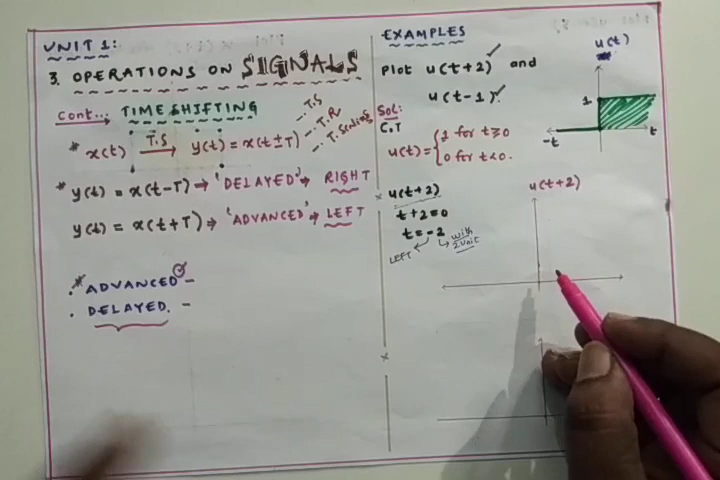 UNIT 1:
3. OPERATIONS ON SIGNALS
cont... TIME SHIFTING
* x(t) T.S → y(t) = x(t±T)
- T.S
- T.R
- T.Scaling
* y(t) = x(t-T) → 'DELAYED' → RIGHT
y(t) = x(t+T) → 'ADVANCED' → LEFT
* ADVANCED -
. DELAYED. -
EXAMPLES
Plot u(t+2) and
u(t-1)
Sol:
C.T
u(t) = { 1 for t≥0
0 for t<0.
u(t)
1
-t t
u(t+2)
t+2=0
t=-2
LEFT with 2 unit
u(t+2)